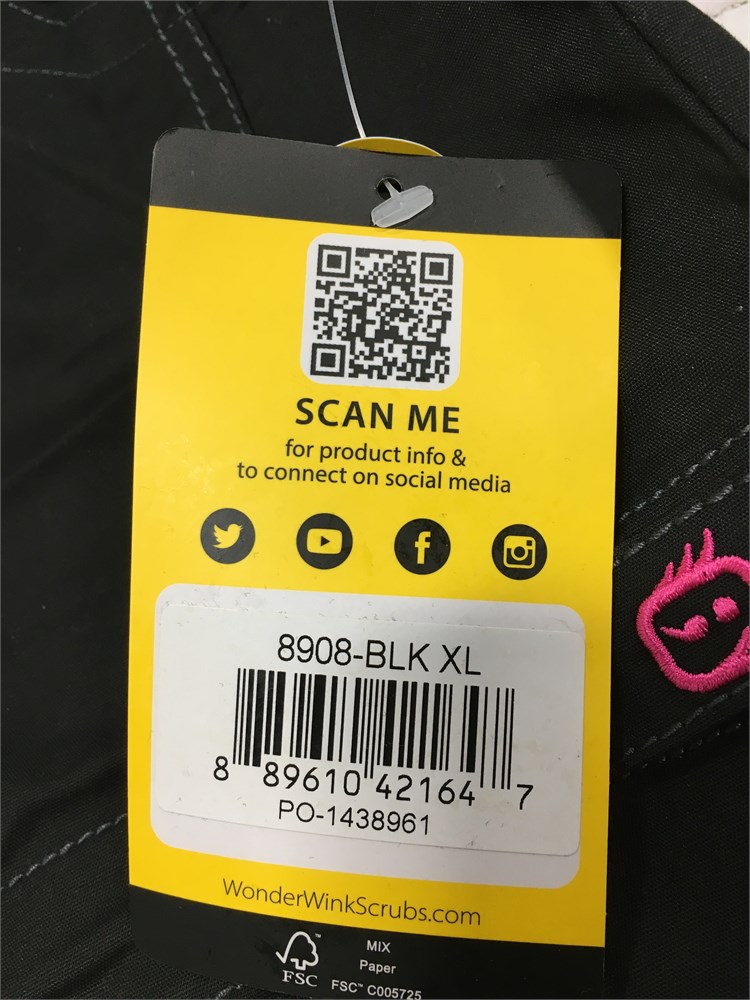 SCAN ME
for product info &
to connect on social media
8908-BLK XL
8 89610 42164 7
PO-1438961
WonderWinkScrubs.com
FSC™
MIX
Paper
FSC™ C005725